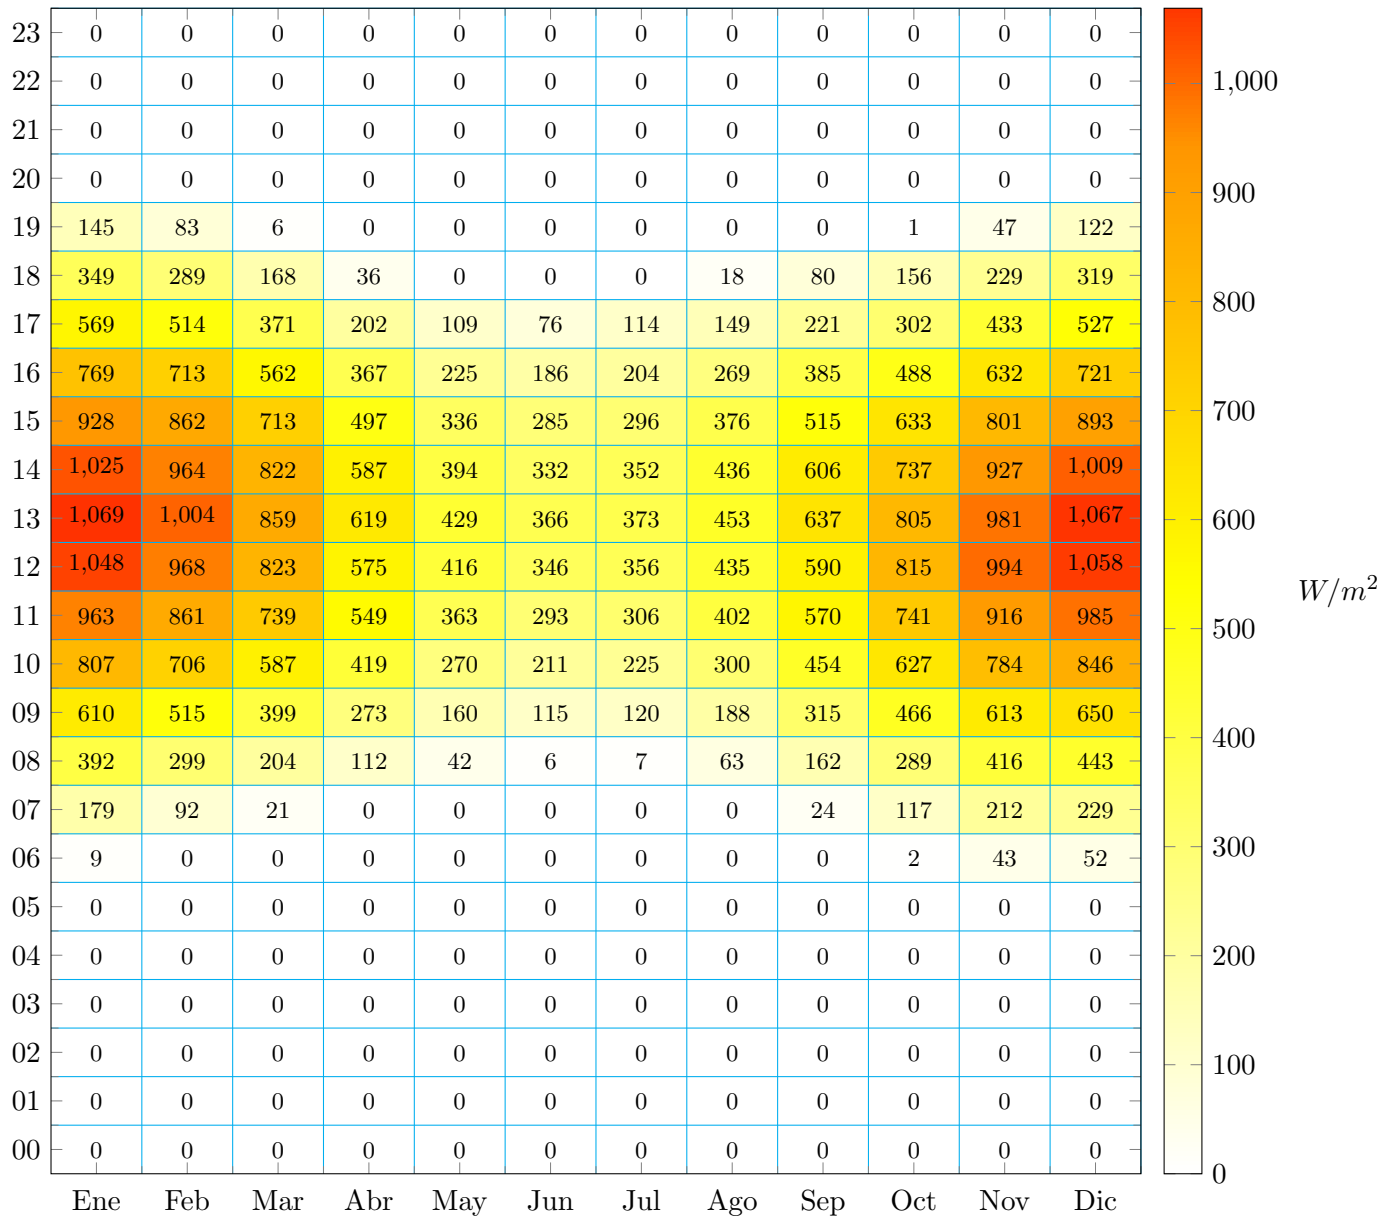 23 0 0 0 0 0 0 0 0 0 0 0 0
1,000
22 0 0 0 0 0 0 0 0 0 0 0 0
21 0 0 0 0 0 0 0 0 0 0 0 0
900
20 0 0 0 0 0 0 0 0 0 0 0 0
19 145 83 6 0 0 0 0 0 0 1 47 122
18 349 289 168 36 0 0 0 18 80 156 229 319
800
17 569 514 371 202 109 76 114 149 221 302 433 527
16 769 713 562 367 225 186 204 269 385 488 632 721
700
15 928 862 713 497 336 285 296 376 515 633 801 893
14 1,025 964 822 587 394 332 352 436 606 737 927 1,009
13 1,069 1,004 859 619 429 366 373 453 637 805 981 1,067
600
12 1,048 968 823 575 416 346 356 435 590 815 994 1,058
W/m²
11 963 861 739 549 363 293 306 402 570 741 916 985
500
10 807 706 587 419 270 211 225 300 454 627 784 846
09 610 515 399 273 160 115 120 188 315 466 613 650
400
08 392 299 204 112 42 6 7 63 162 289 416 443
07 179 92 21 0 0 0 0 0 24 117 212 229
300
06 9 0 0 0 0 0 0 0 0 2 43 52
05 0 0 0 0 0 0 0 0 0 0 0 0
200
04 0 0 0 0 0 0 0 0 0 0 0 0
03 0 0 0 0 0 0 0 0 0 0 0 0
02 0 0 0 0 0 0 0 0 0 0 0 0
100
01 0 0 0 0 0 0 0 0 0 0 0 0
00 0 0 0 0 0 0 0 0 0 0 0 0
0
Ene Feb Mar Abr May Jun Jul Ago Sep Oct Nov Dic